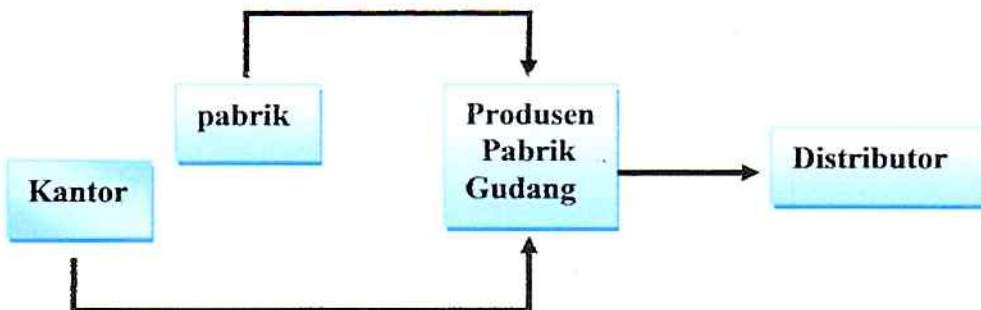 pabrik
Kantor
Produsen
Pabrik
Gudang
Distributor